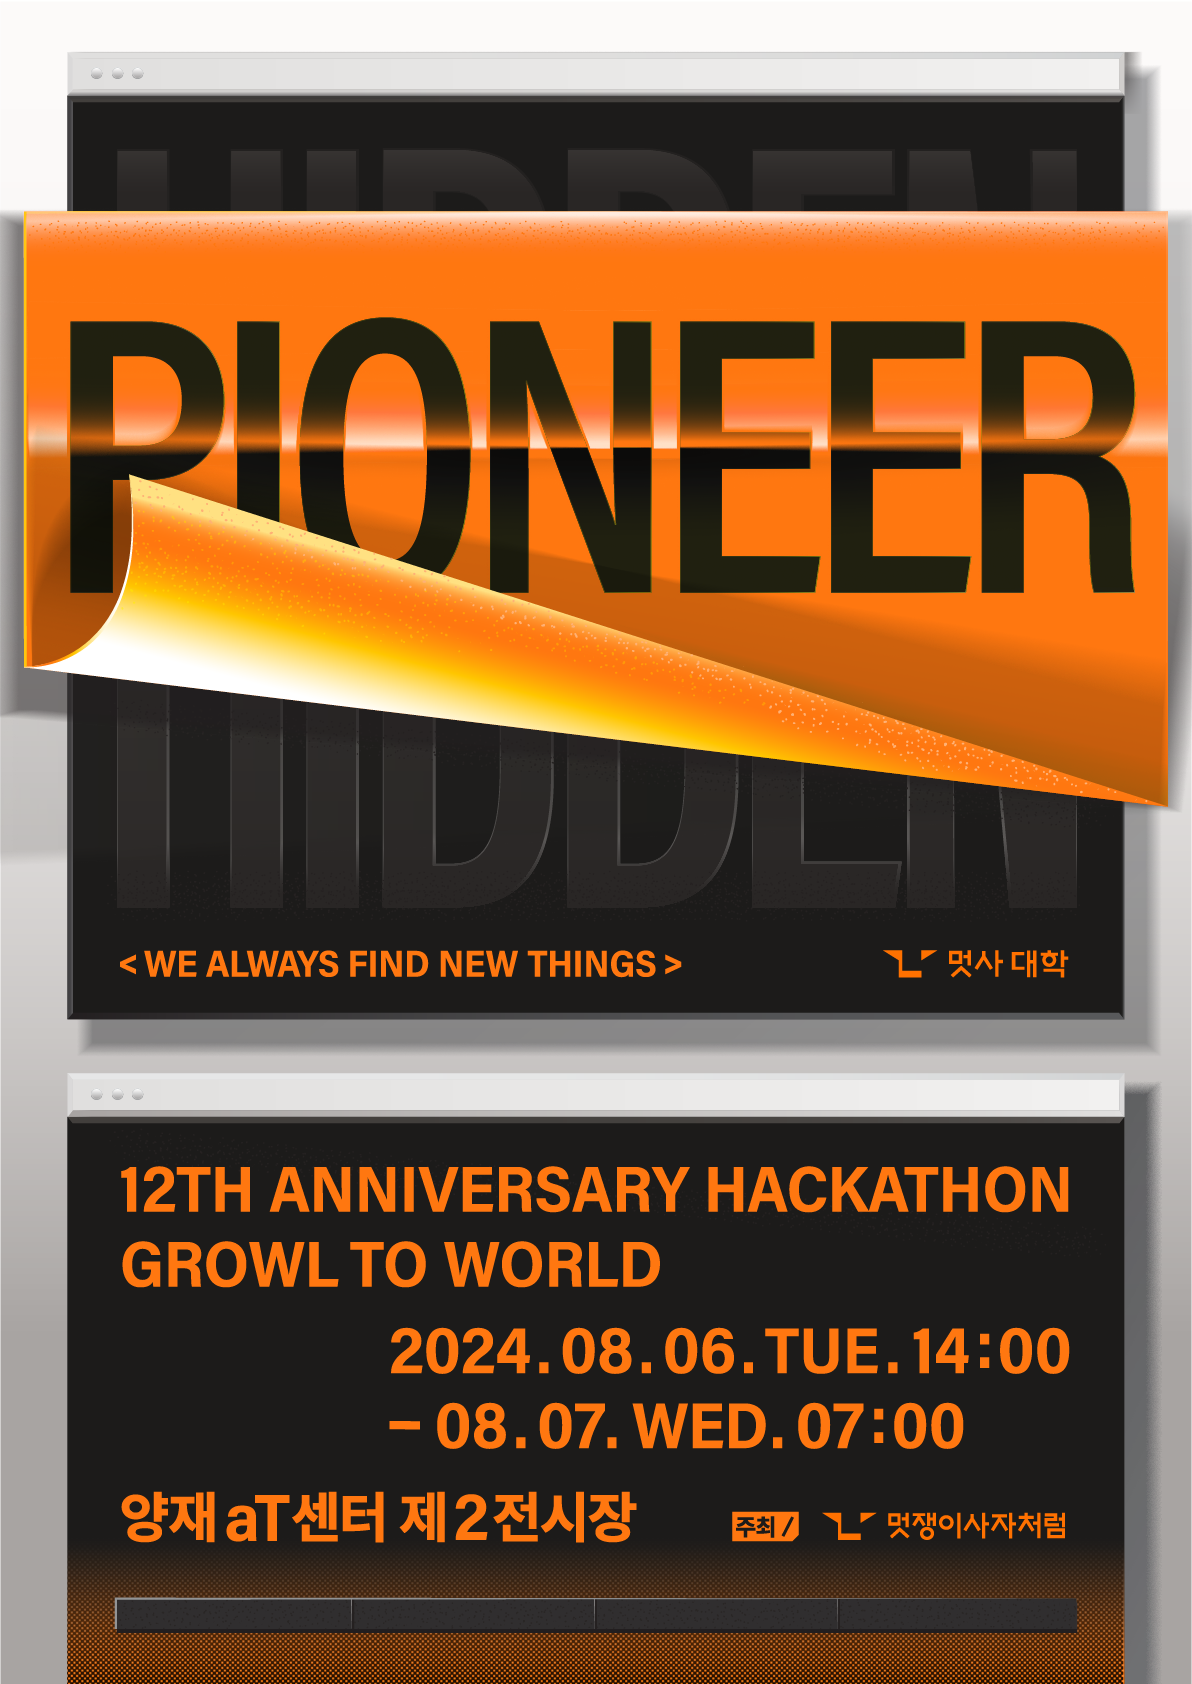 HIDDEN
PIONEER
HIDDEN
< WE ALWAYS FIND NEW THINGS >
멋사 대학
12TH ANNIVERSARY HACKATHON
GROWL TO WORLD
2024.08.06.TUE.14:00
– 08.07. WED.07:00
양재 aT센터 제2전시장
주최/ 멋쟁이사자처럼